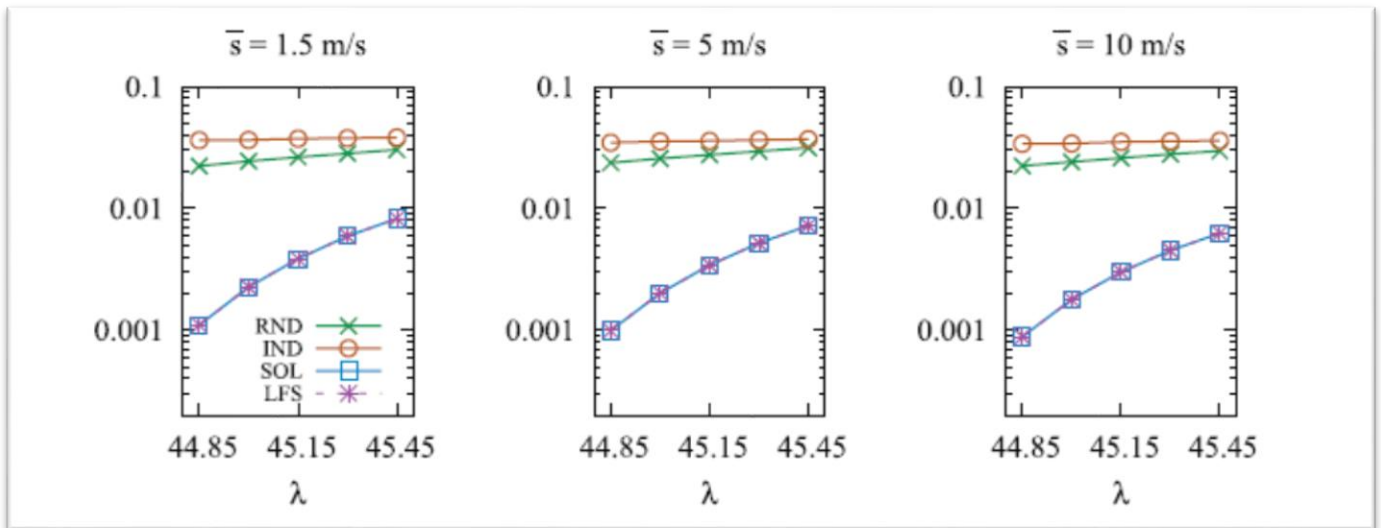 s̅ = 1.5 m/s
0.1
0.01
0.001
RND
IND
SOL
LFS
44.85 45.15 45.45
λ
s̅ = 5 m/s
0.1
0.01
0.001
44.85 45.15 45.45
λ
s̅ = 10 m/s
0.1
0.01
0.001
44.85 45.15 45.45
λ